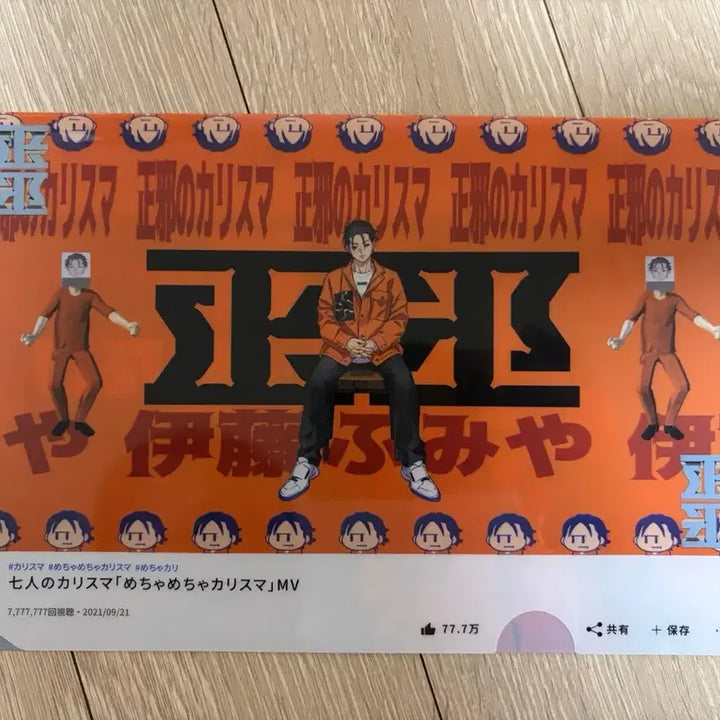 正邪
邪のカリスマ 正邪のカリスマ 正邪のカリスマ 正邪のカリスマ 正邪のカリスマ
正邪
や 伊藤ふみや 伊
正邪
#カリスマ #めちゃめちゃカリスマ #めちゃカリ
七人のカリスマ「めちゃめちゃカリスマ」MV
7,777,777回視聴・2021/09/21
77.7万 共有 + 保存